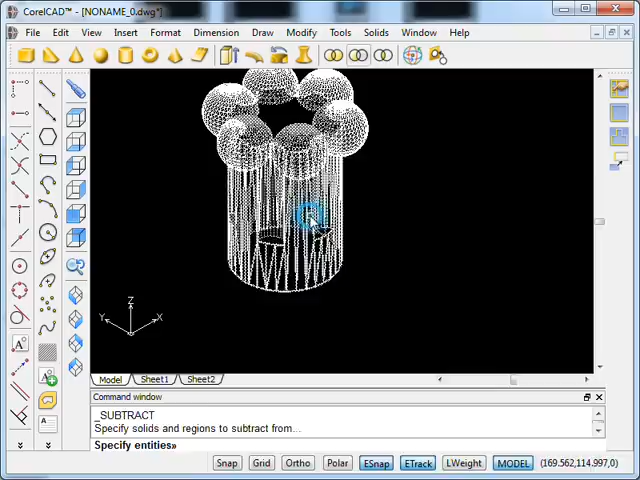 CorelCAD™ - [NONAME_0.dwg*]
File Edit View Insert Format Dimension Draw Modify Tools Solids Window Help
Z
Y X
Model Sheet1 Sheet2
Command window
_SUBTRACT
Specify solids and regions to subtract from...
Specify entities»
Snap Grid Ortho Polar ESnap ETrack LWeight MODEL (169.562,114.997,0)